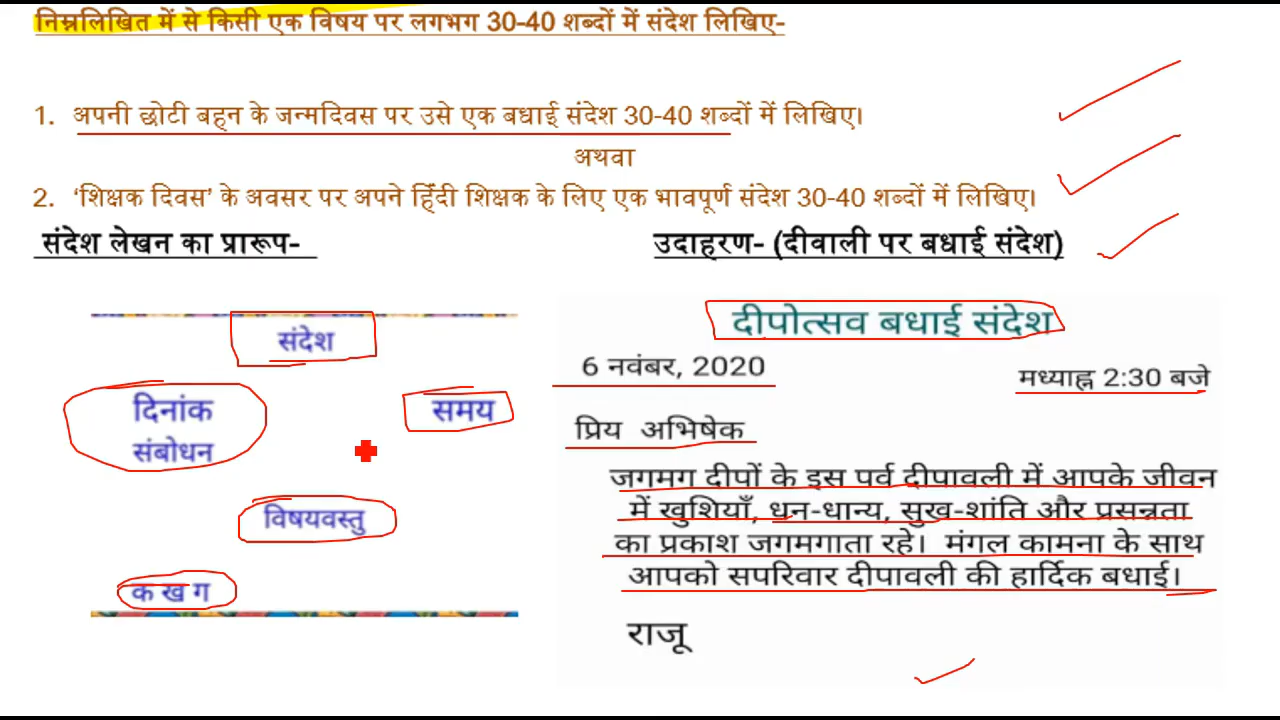 निम्नलिखित में से किसी एक विषय पर लगभग 30-40 शब्दों में संदेश लिखिए-
1. अपनी छोटी बहन के जन्मदिवस पर उसे एक बधाई संदेश 30-40 शब्दों में लिखिए।
अथवा
2. ‘शिक्षक दिवस’ के अवसर पर अपने हिंदी शिक्षक के लिए एक भावपूर्ण संदेश 30-40 शब्दों में लिखिए।
संदेश लेखन का प्रारूप-
संदेश
दिनांक समय
संबोधन
विषयवस्तु
क ख ग
उदाहरण- (दीवाली पर बधाई संदेश)
दीपोत्सव बधाई संदेश
6 नवंबर, 2020 मध्याह्न 2:30 बजे
प्रिय अभिषेक
जगमग दीपों के इस पर्व दीपावली में आपके जीवन
में खुशियाँ, धन-धान्य, सुख-शांति और प्रसन्नता
का प्रकाश जगमगाता रहे। मंगल कामना के साथ
आपको सपरिवार दीपावली की हार्दिक बधाई।
राजू